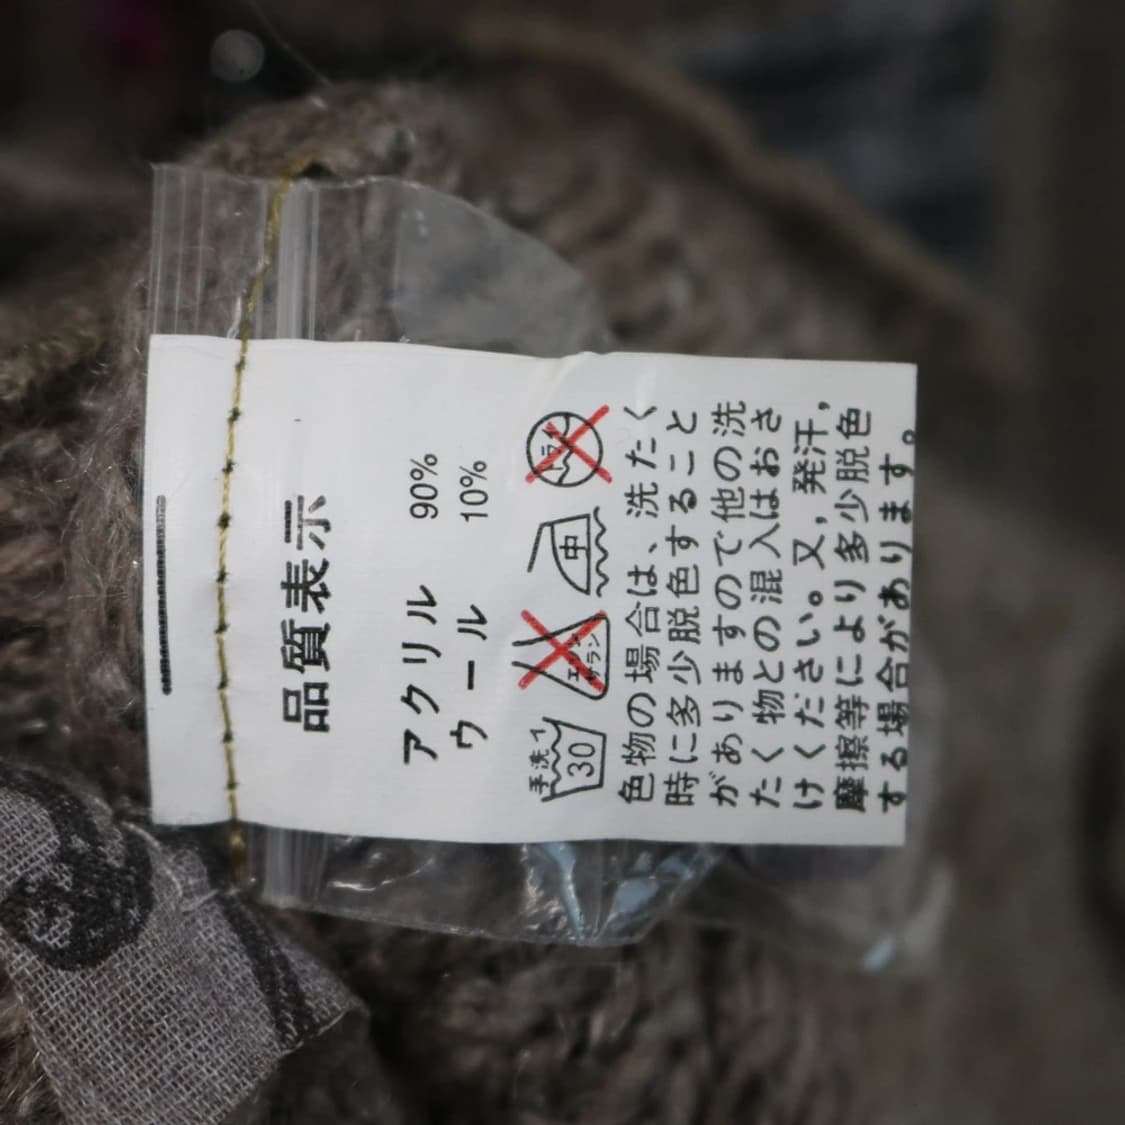 品質表示
アクリル 90%
ウール 10%
手洗イ 30
エンソ サラシ
中
ドライ
色物の場合は、洗たく
時に多少脱色すること
がありますので他の洗
たく物との混入はおさ
けください。又，発汗，
摩擦等により多少脱色
する場合があります。